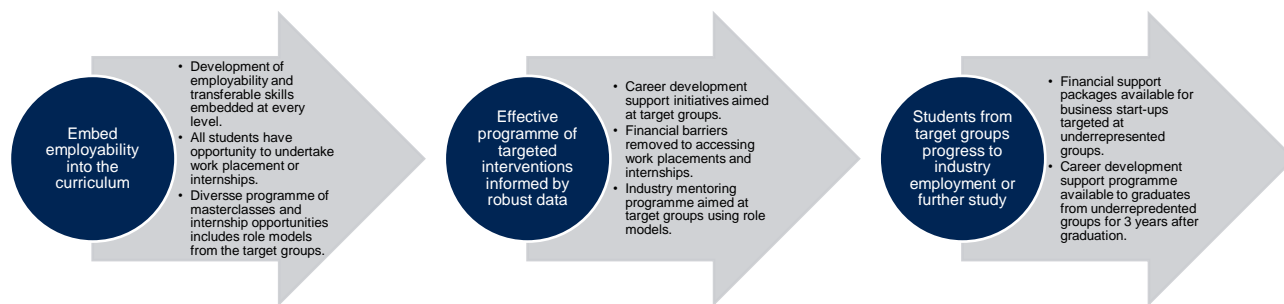 Embed
employability
into the
curriculum
• Development of
employability and
transferable skills
embedded at every
level.
• All students have
opportunity to undertake
work placement or
internships.
• Diversse programme of
masterclasses and
internship opportunities
includes role models
from the target groups.
Effective
programme of
targeted
interventions
informed by
robust data
• Career development
support initiatives aimed
at target groups.
• Financial barriers
removed to accessing
work placements and
internships.
• Industry mentoring
programme aimed at
target groups using role
models.
Students from
target groups
progress to
industry
employment or
further study
• Financial support
packages available for
business start-ups
targeted at
underrepresented
groups.
• Career development
support programme
available to graduates
from underrepredented
groups for 3 years after
graduation.